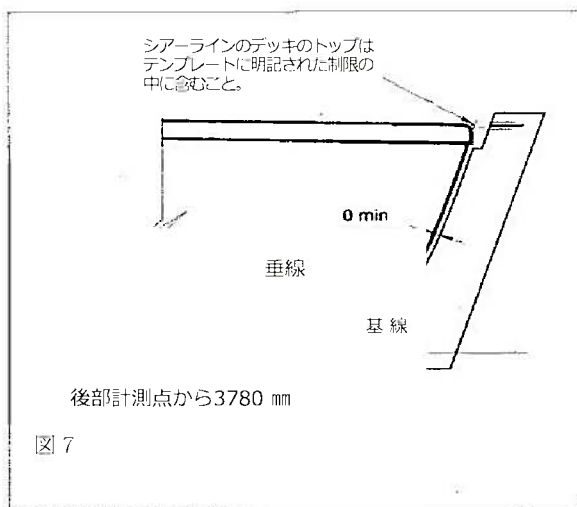 シアーラインのデッキのトップは
テンプレートに明記された制限の
中に含むこと。
0 min
垂線
基線
後部計測点から3780 mm
図 7